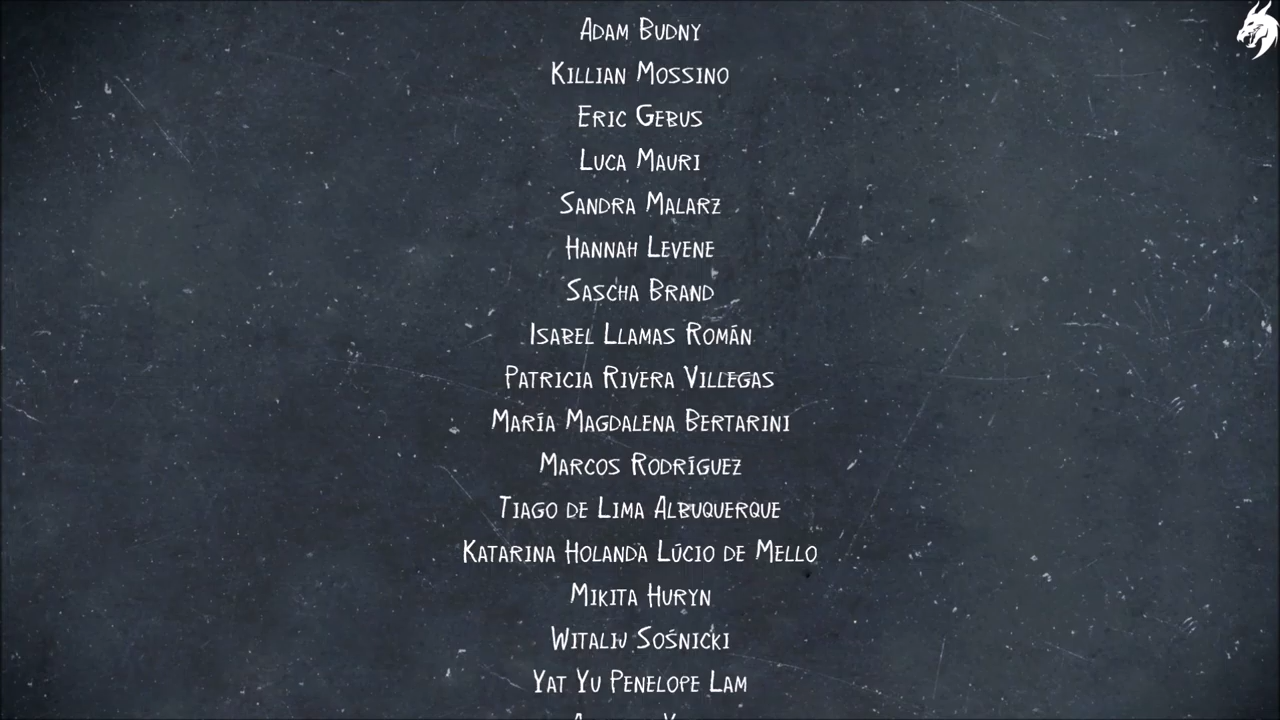 Adam Budny
Killian Mossino
Eric Gebus
Luca Mauri
Sandra Malarz
Hannah Levene
Sascha Brand
Isabel Llamas Román
Patricia Rivera Villegas
María Magdalena Bertarini
Marcos Rodríguez
Tiago de Lima Albuquerque
Katarina Holanda Lúcio de Mello
Mikita Huryn
Witalij Sośnicki
Yat Yu Penelope Lam